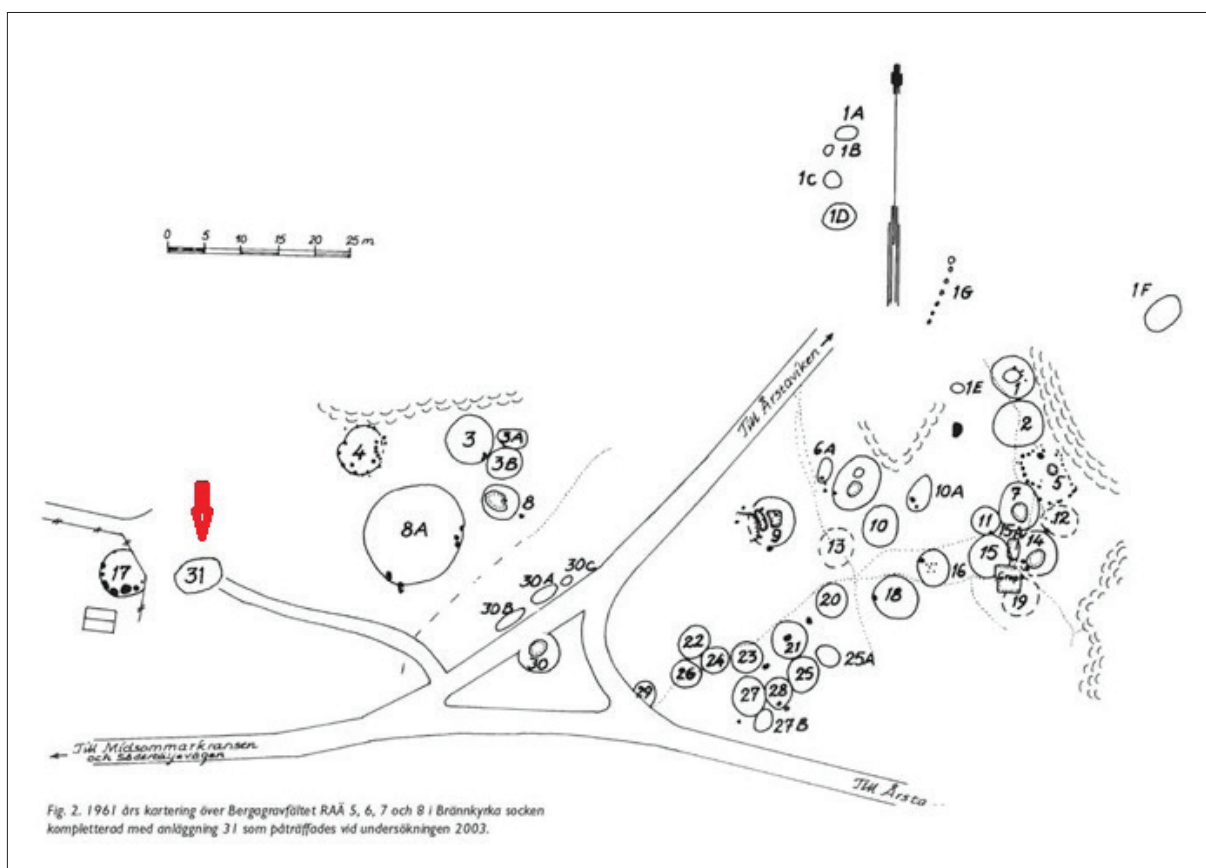 1A
1B
1C
1D
0 5 10 15 20 25 m.
1G
1F
Till Årstaviken
1E
1
2
3
3A
3B
4
6A
5
8
10A
7
8A
9
10
11
12
13
15A
14
15
17
31
30C
16
30A
20
18
19
30B
22
21
24
23
25A
30
26
25
29
27
28
27B
Till Midsommarkransen
och Södertäljevägen
Till Årsta
Fig. 2. 1961 års kartering över Bergagravfältet RAÄ 5, 6, 7 och 8 i Brännkyrka socken
kompletterad med anläggning 31 som påträffades vid undersökningen 2003.